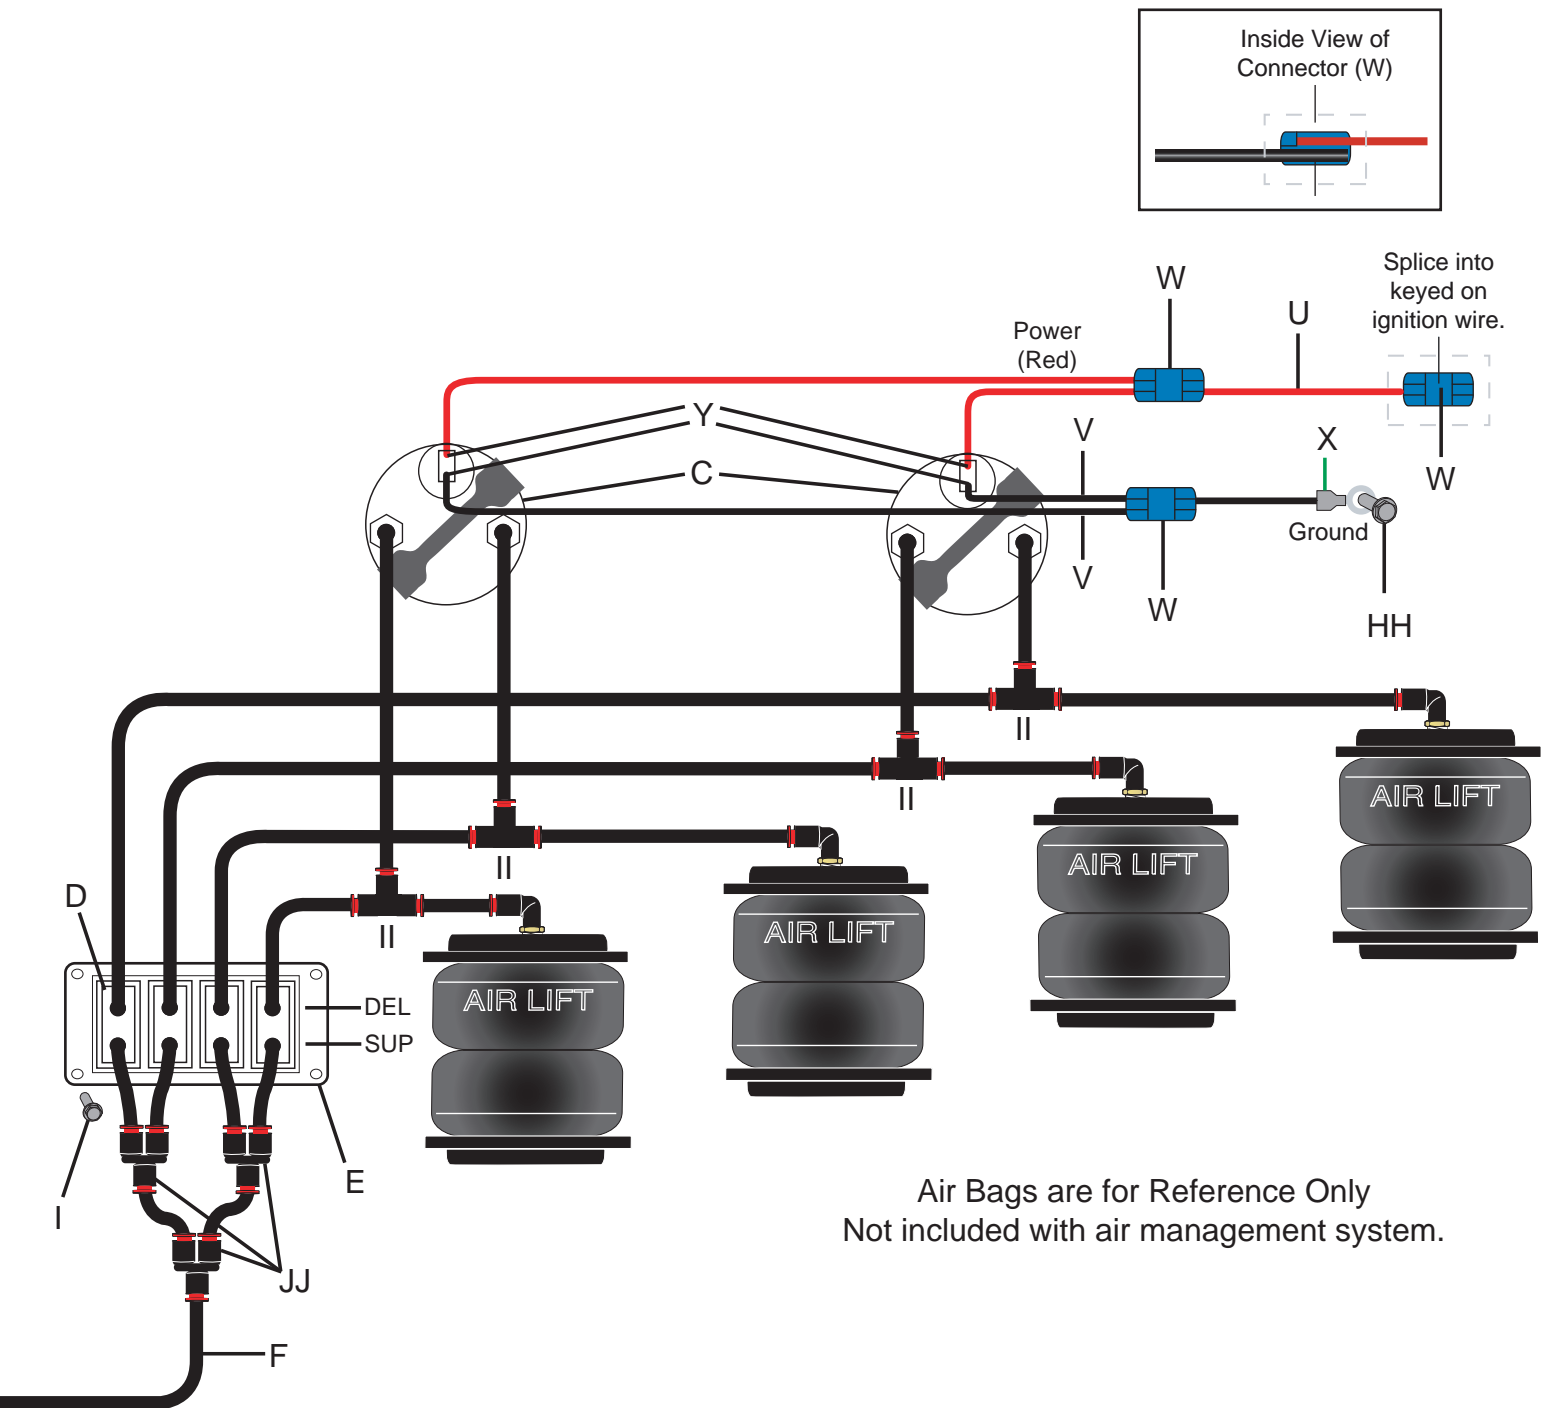 Inside View of
Connector (W)
Splice into
keyed on
ignition wire.
W
U
Power
(Red)
Y
V
X
W
C
Ground
V
W
HH
II
II
AIR LIFT
II
AIR LIFT
D
II
AIR LIFT
AIR LIFT
DEL
SUP
E
I
Air Bags are for Reference Only
Not included with air management system.
JJ
F